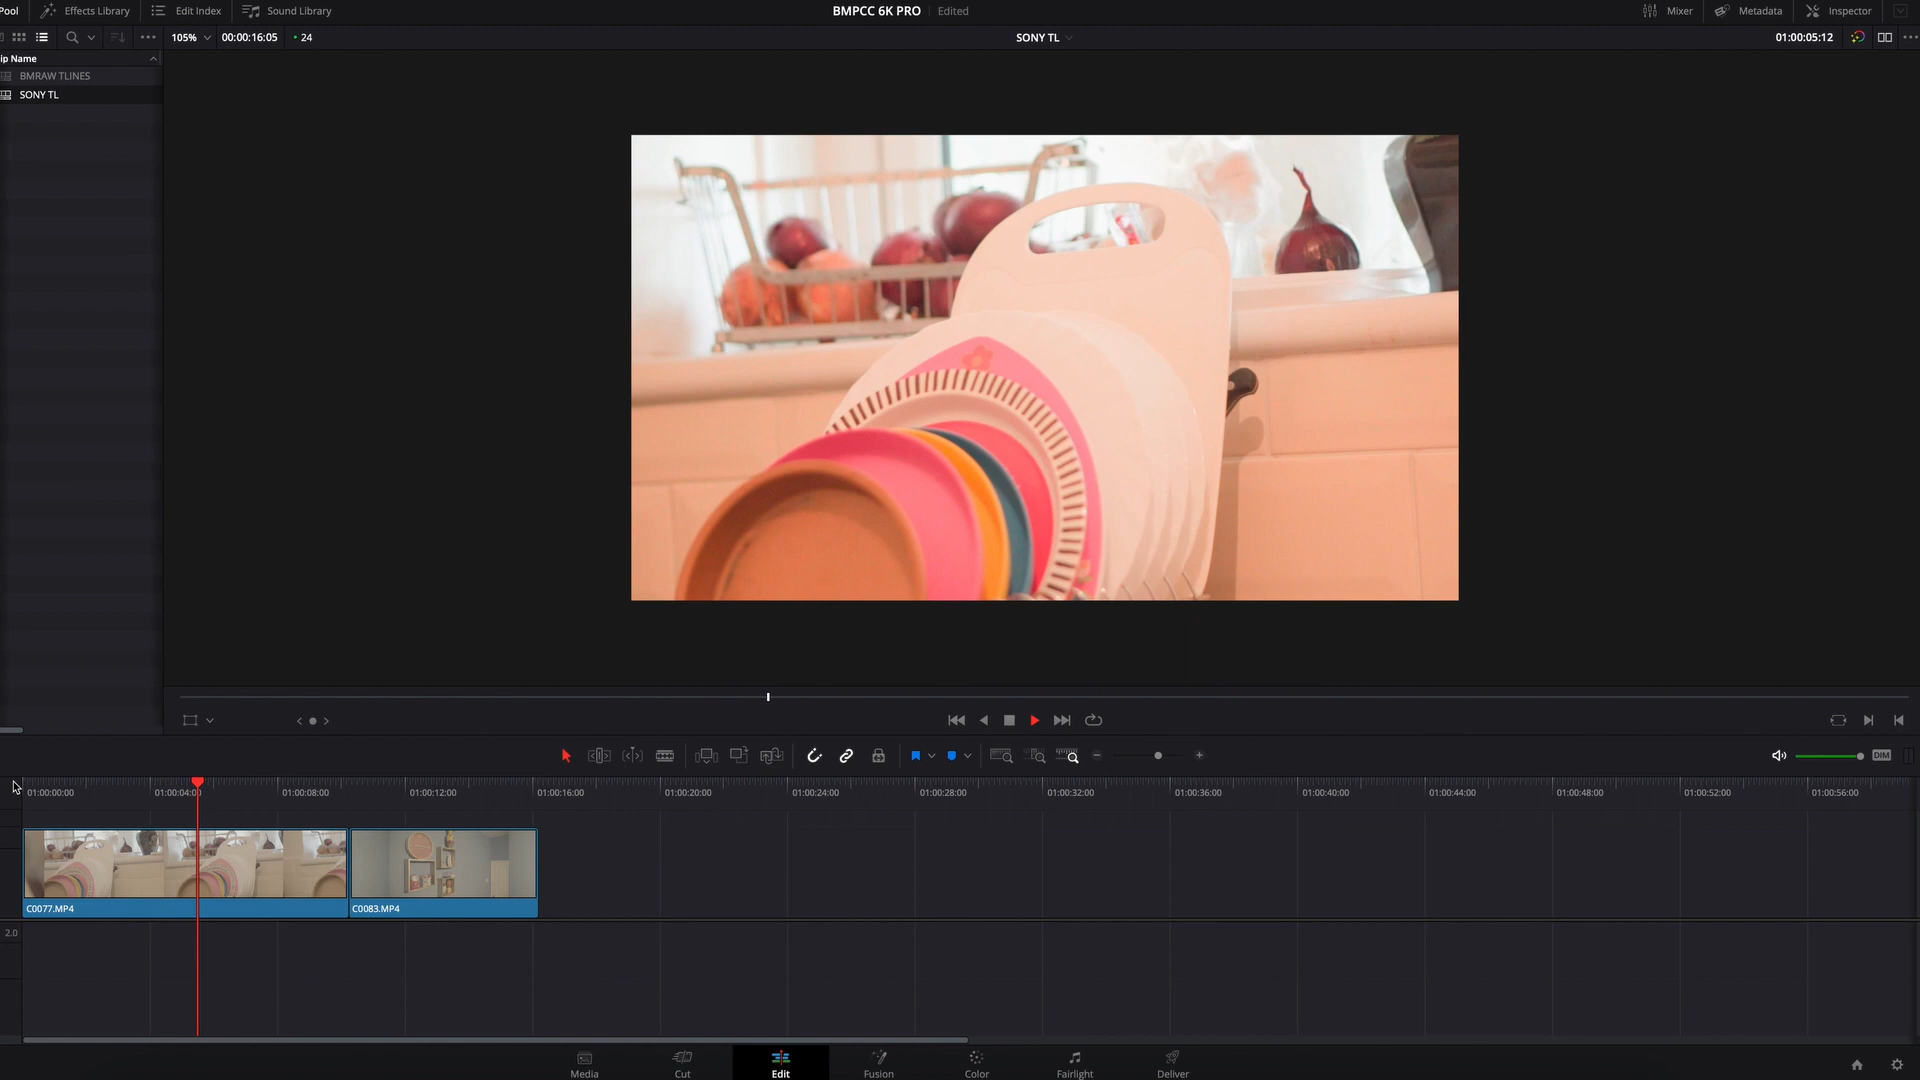 Pool Effects Library Edit Index Sound Library BMPCC 6K PRO Edited Mixer Metadata Inspector
105% 00:00:16:05 24 SONY TL 01:00:05:12
ip Name
BMRAW TLINES
SONY TL
DIM
01:00:00:00 01:00:04:00 01:00:08:00 01:00:12:00 01:00:16:00 01:00:20:00 01:00:24:00 01:00:28:00 01:00:32:00 01:00:36:00 01:00:40:00 01:00:44:00 01:00:48:00 01:00:52:00 01:00:56:00
C0077.MP4 C0083.MP4
2.0
Media Cut Edit Fusion Color Fairlight Deliver